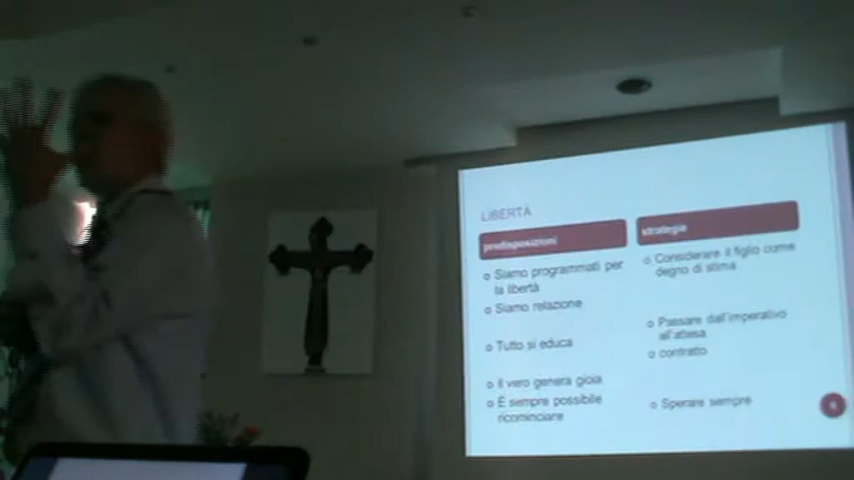 LIBERTÀ
predisposizioni
Siamo programmati per
la libertà
Siamo relazione
Tutto si educa
Il vero genera gioia
E sempre possibile
ricominciare
strategie
Considerare il figlio come
degno di stima
Passare dall'imperativo
all'attesa
contratto
Sperare sempre